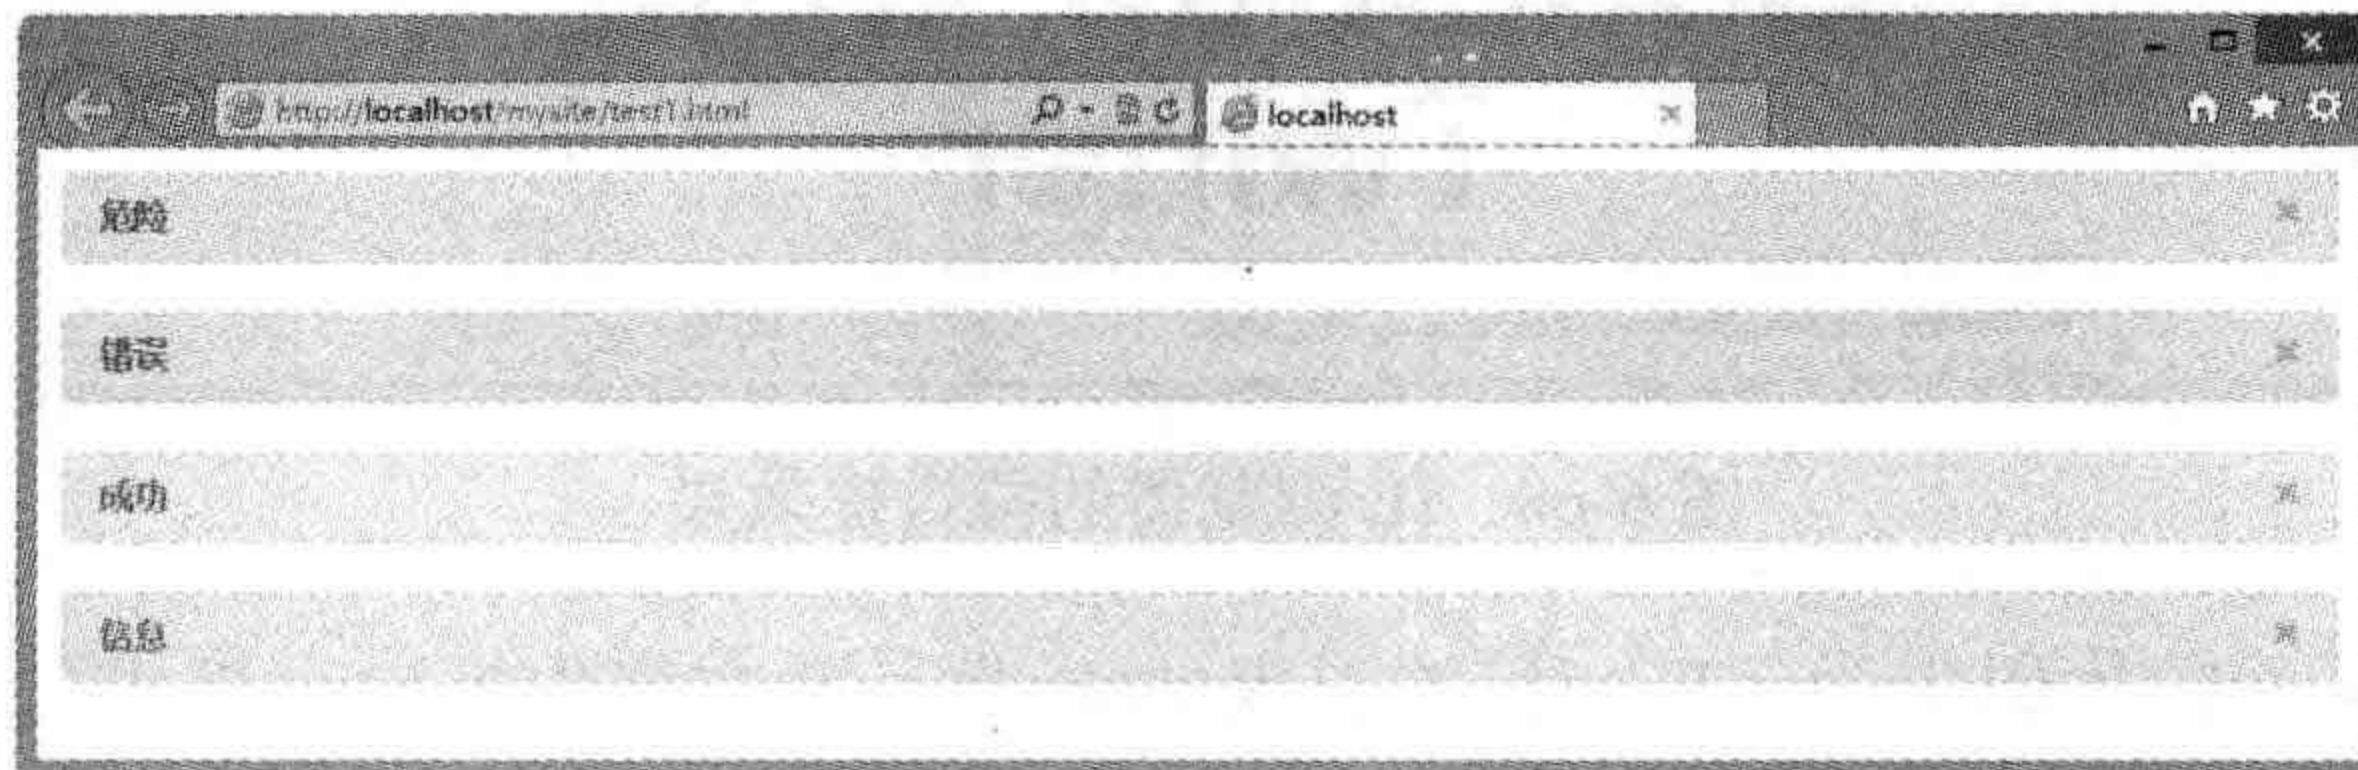 http://localhost/mysite/test1.html
localhost
危险
错误
成功
信息